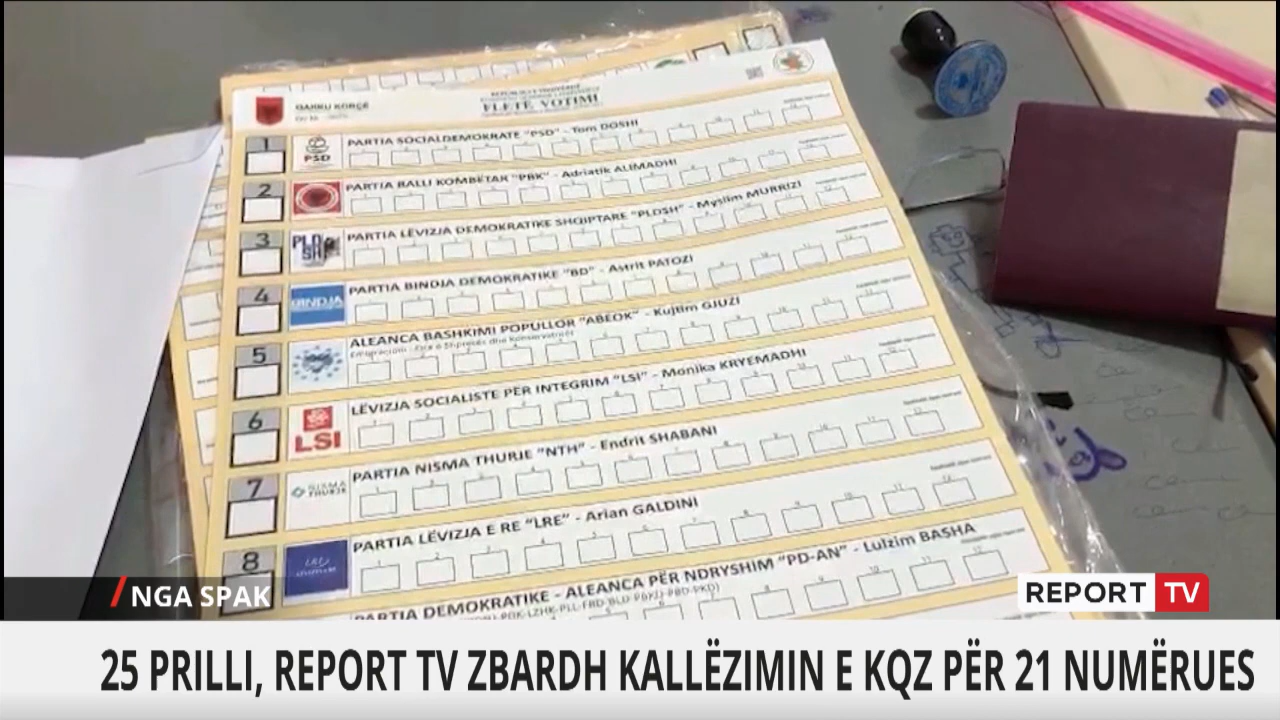 QARKU KORÇË
REPUBLIKA E SHQIPËRISË
FLETË VOTIMI
1
PSD
PARTIA SOCIALDEMOKRATE "PSD" - Tom DOSHI
2
PARTIA BALLI KOMBËTAR "PBK" - Adriatik ALIMADHI
3
PARTIA LËVIZJA DEMOKRATIKE SHQIPTARE "PLDSH" - Myslim MURRIZI
4
BINDJA
PARTIA BINDJA DEMOKRATIKE "BD" - Astrit PATOZI
5
ALEANCA BASHKIMI POPULLOR "ABEOK" - Kujtim GJUZI
6
LSI
LËVIZJA SOCIALISTE PËR INTEGRIM "LSI" - Monika KRYEMADHI
7
NISMA
THURJE
PARTIA NISMA THURJE "NTH" - Endrit SHABANI
8
PARTIA LËVIZJA E RE "LRE" - Arian GALDINI
PARTIA DEMOKRATIKE - ALEANCA PËR NDRYSHIM "PD-AN" - Lulzim BASHA
NGA SPAK
REPORT TV
25 PRILLI, REPORT TV ZBARDH KALLËZIMIN E KQZ PËR 21 NUMËRUES